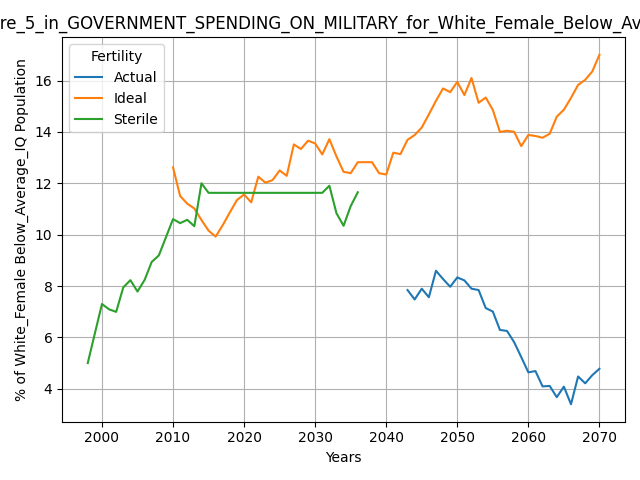 re_5_in_GOVERNMENT_SPENDING_ON_MILITARY_for_White_Female_Below_Av
% of White_Female Below_Average_IQ Population
Fertility
Actual
Ideal
Sterile
16
14
12
10
8
6
4
2000 2010 2020 2030 2040 2050 2060 2070
Years